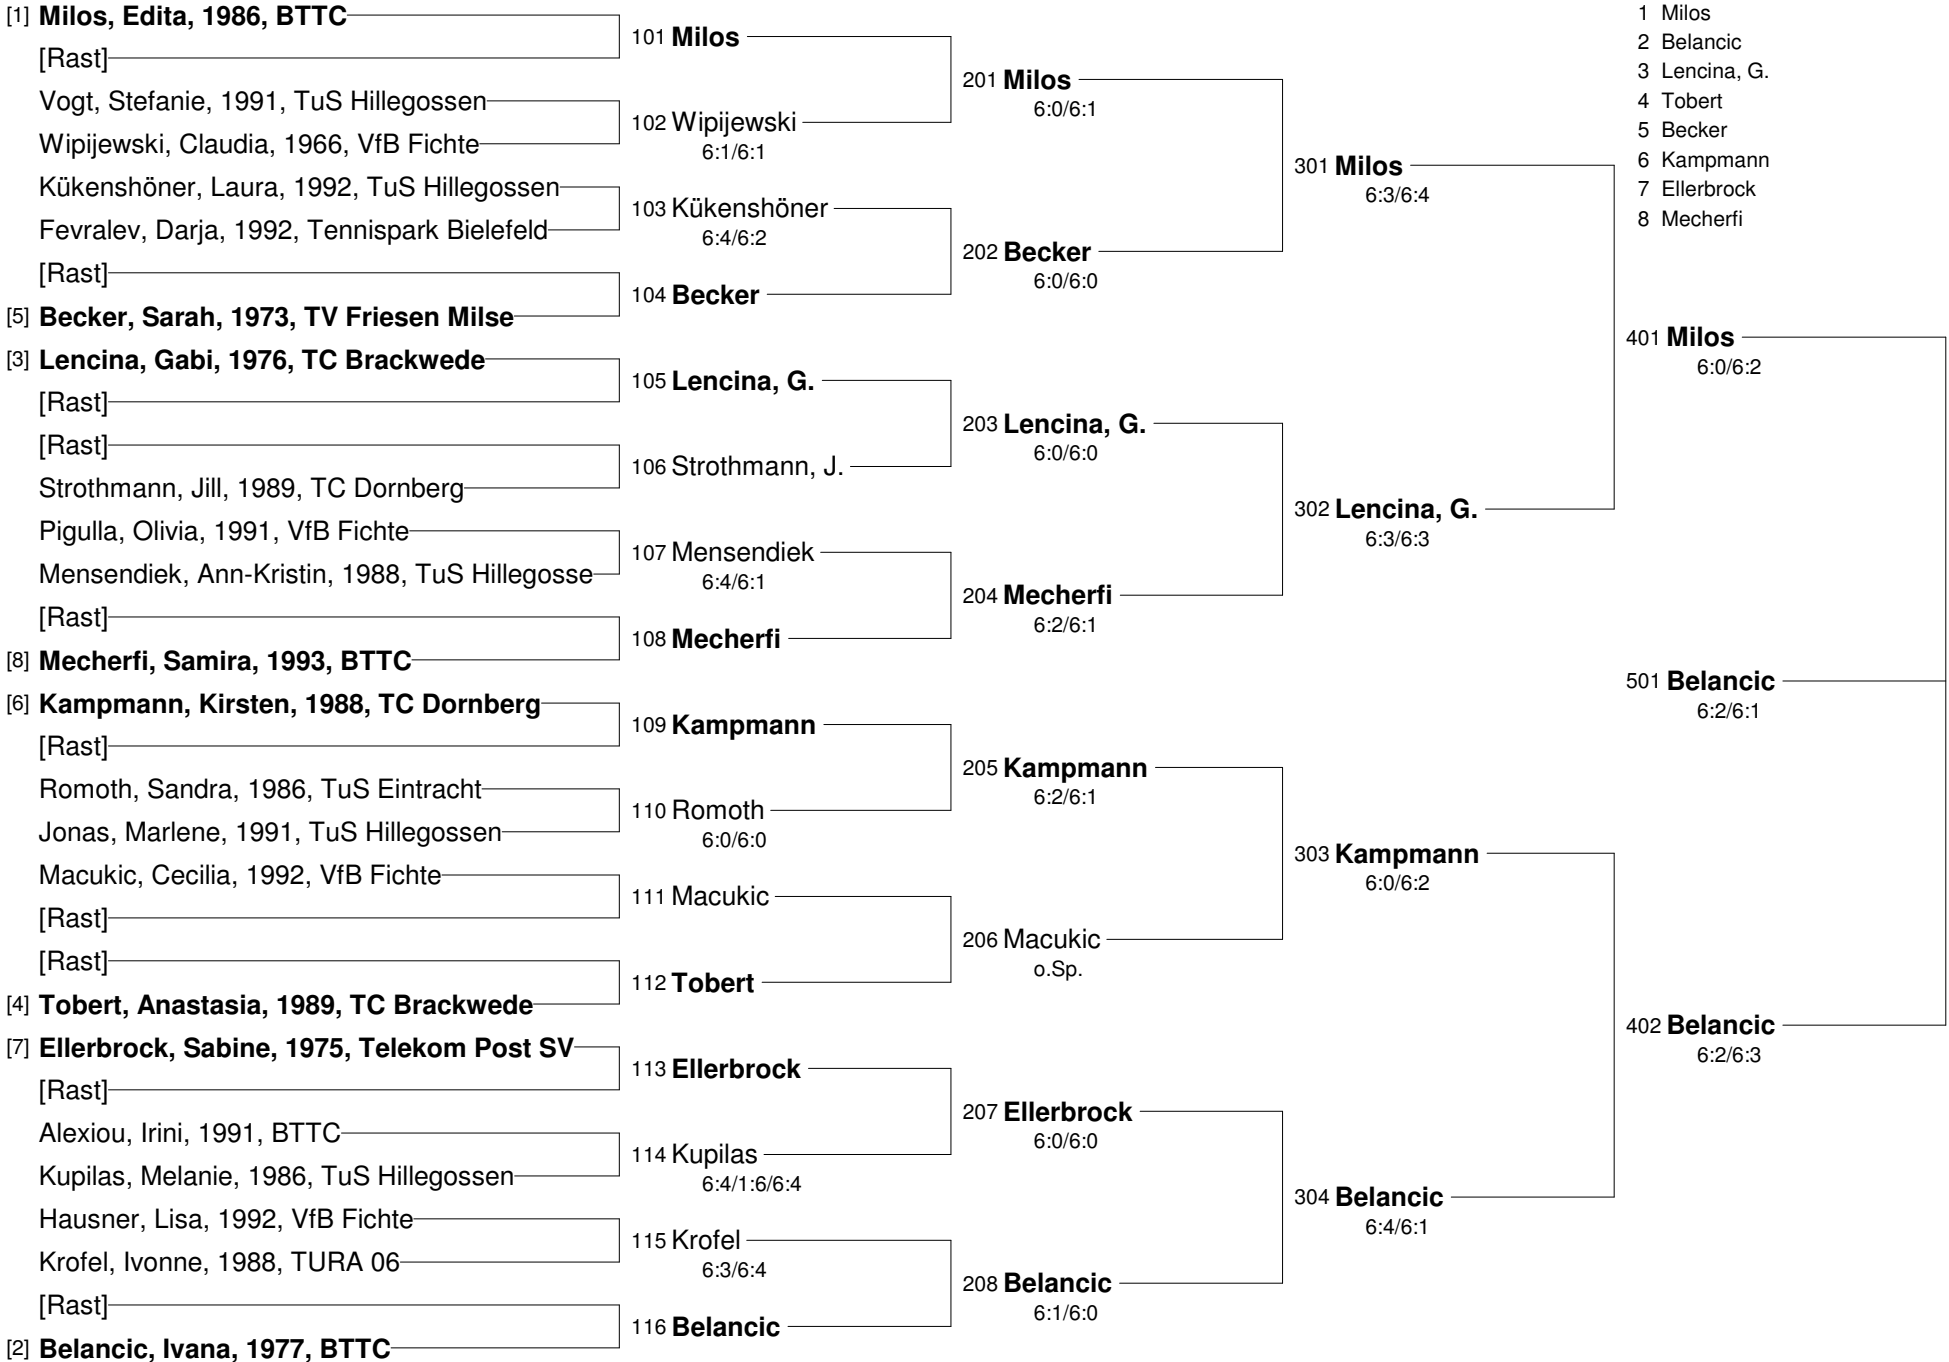 [1] Milos, Edita, 1986, BTTC
[Rast]
Vogt, Stefanie, 1991, TuS Hillegossen
Wipijewski, Claudia, 1966, VfB Fichte
Kükenshöner, Laura, 1992, TuS Hillegossen
Fevralev, Darja, 1992, Tennispark Bielefeld
[Rast]
[5] Becker, Sarah, 1973, TV Friesen Milse
[3] Lencina, Gabi, 1976, TC Brackwede
[Rast]
[Rast]
Strothmann, Jill, 1989, TC Dornberg
Pigulla, Olivia, 1991, VfB Fichte
Mensendiek, Ann-Kristin, 1988, TuS Hillegosse
[Rast]
[8] Mecherfi, Samira, 1993, BTTC
[6] Kampmann, Kirsten, 1988, TC Dornberg
[Rast]
Romoth, Sandra, 1986, TuS Eintracht
Jonas, Marlene, 1991, TuS Hillegossen
Macukic, Cecilia, 1992, VfB Fichte
[Rast]
[Rast]
[4] Tobert, Anastasia, 1989, TC Brackwede
[7] Ellerbrock, Sabine, 1975, Telekom Post SV
[Rast]
Alexiou, Irini, 1991, BTTC
Kupilas, Melanie, 1986, TuS Hillegossen
Hausner, Lisa, 1992, VfB Fichte
Krofel, Ivonne, 1988, TURA 06
[Rast]
[2] Belancic, Ivana, 1977, BTTC
101 Milos
102 Wipijewski
6:1/6:1
103 Kükenshöner
6:4/6:2
104 Becker
105 Lencina, G.
106 Strothmann, J.
107 Mensendiek
6:4/6:1
108 Mecherfi
109 Kampmann
110 Romoth
6:0/6:0
111 Macukic
112 Tobert
113 Ellerbrock
114 Kupilas
6:4/1:6/6:4
115 Krofel
6:3/6:4
116 Belancic
201 Milos
6:0/6:1
202 Becker
6:0/6:0
203 Lencina, G.
6:0/6:0
204 Mecherfi
6:2/6:1
205 Kampmann
6:2/6:1
206 Macukic
o.Sp.
207 Ellerbrock
6:0/6:0
208 Belancic
6:1/6:0
301 Milos
6:3/6:4
302 Lencina, G.
6:3/6:3
303 Kampmann
6:0/6:2
304 Belancic
6:4/6:1
1 Milos
2 Belancic
3 Lencina, G.
4 Tobert
5 Becker
6 Kampmann
7 Ellerbrock
8 Mecherfi
401 Milos
6:0/6:2
501 Belancic
6:2/6:1
402 Belancic
6:2/6:3